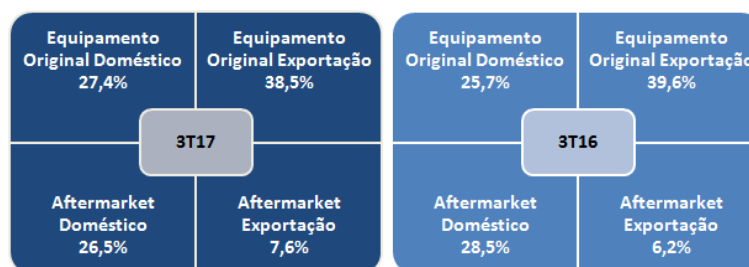 Equipamento
Original Doméstico
27,4%
Equipamento
Original Exportação
38,5%
3T17
Aftermarket
Doméstico
26,5%
Aftermarket
Exportação
7,6%
Equipamento
Original Doméstico
25,7%
Equipamento
Original Exportação
39,6%
3T16
Aftermarket
Doméstico
28,5%
Aftermarket
Exportação
6,2%